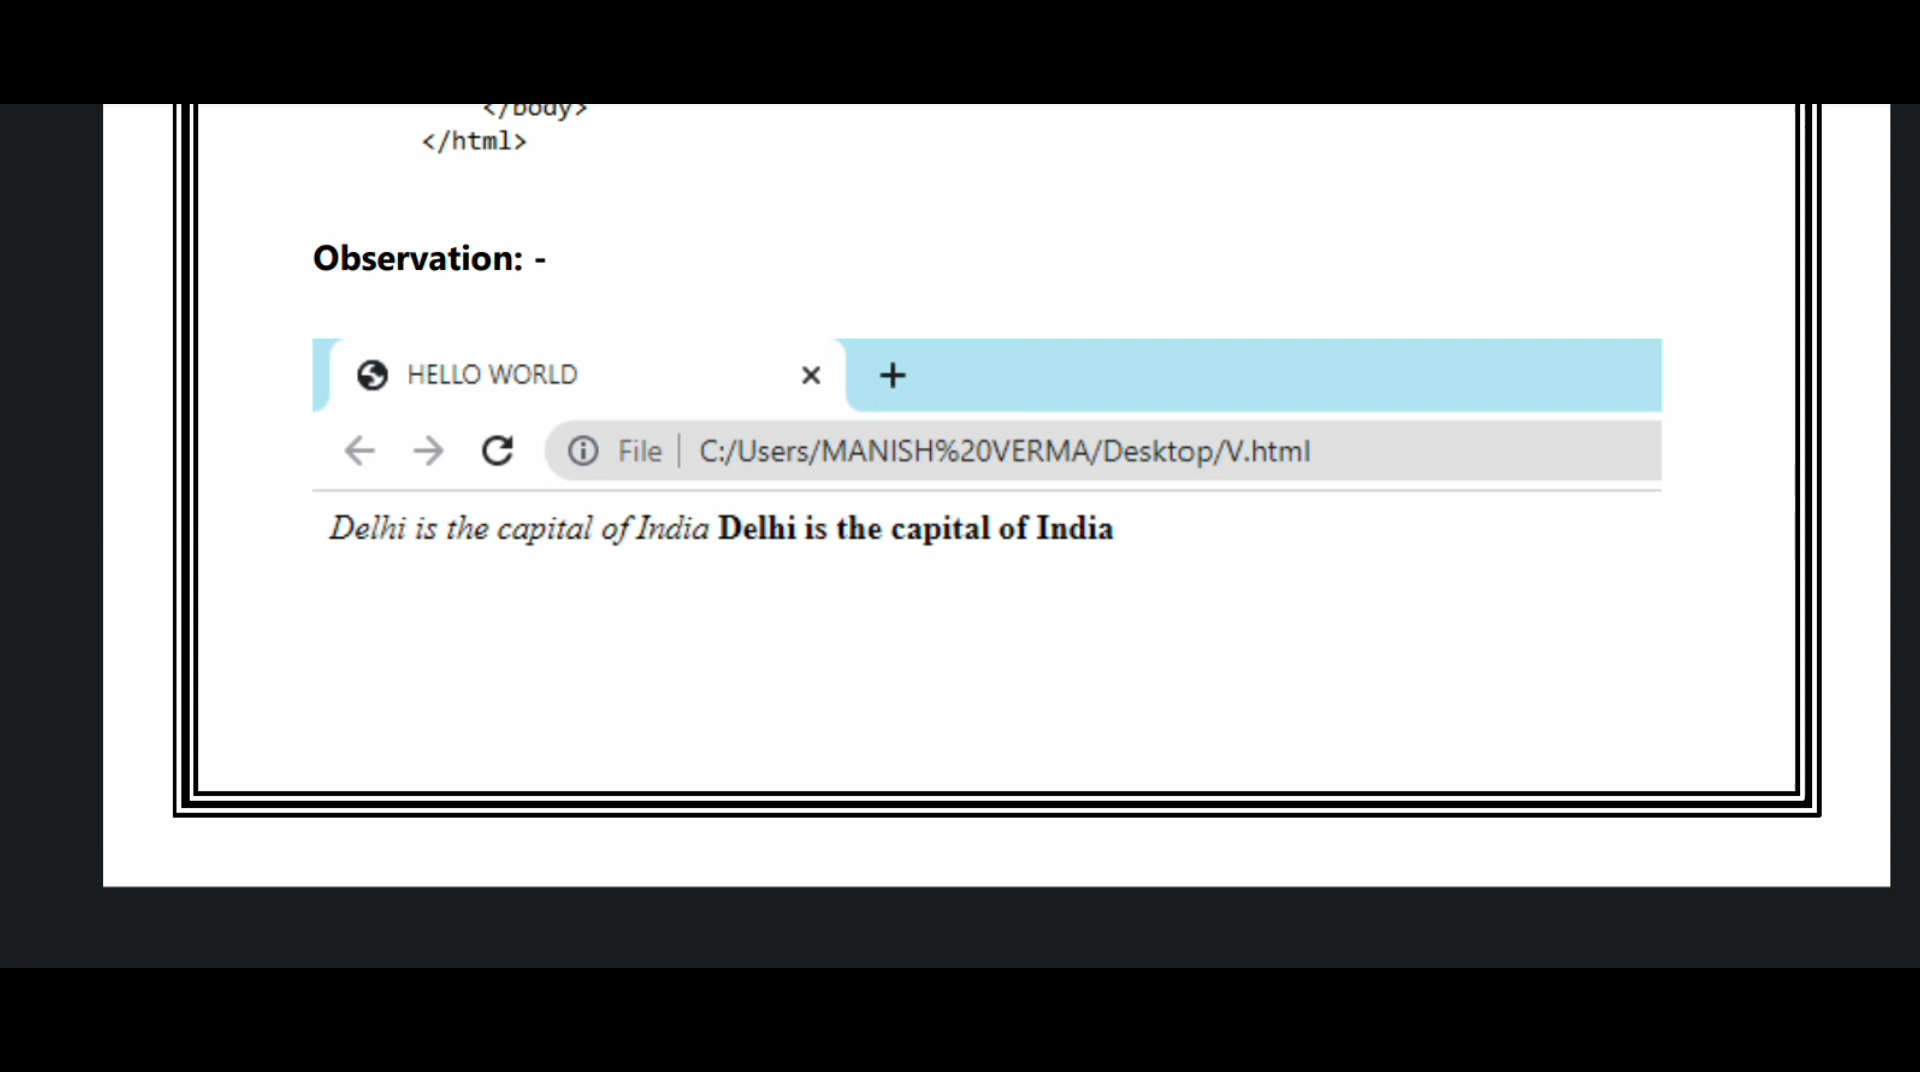 </body>
</html>
Observation: -
HELLO WORLD
File | C:/Users/MANISH%20VERMA/Desktop/V.html
Delhi is the capital of India Delhi is the capital of India